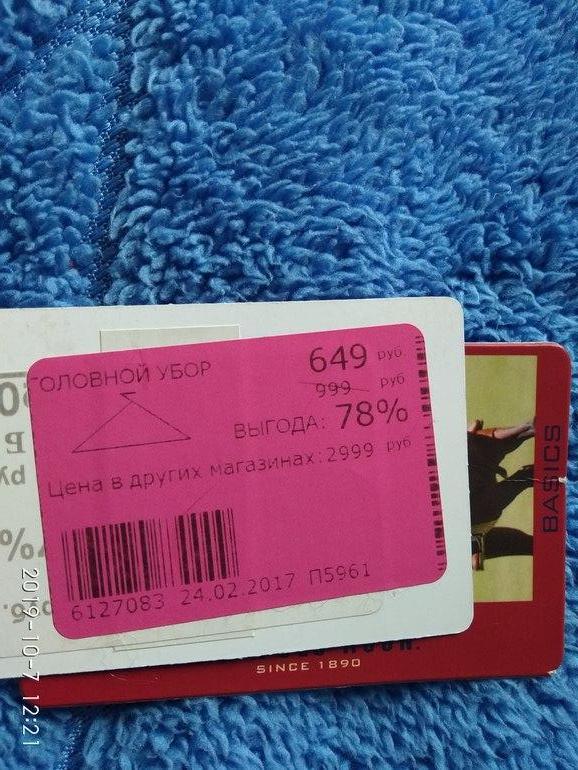 ГОЛОВНОЙ УБОР
649 руб
999 руб
ВЫГОДА: 78%
Цена в других магазинах: 2999 руб
6127083 24.02.2017 П5961
BASICS
SINCE 1890
2019-10-7 12:21